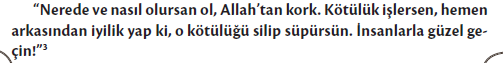 “Nerede ve nasıl olursan ol, Allah’tan kork. Kötülük işlersen, hemen
arkasından iyilik yap ki, o kötülüğü silip süpürsün. İnsanlarla güzel ge-
çin!”³